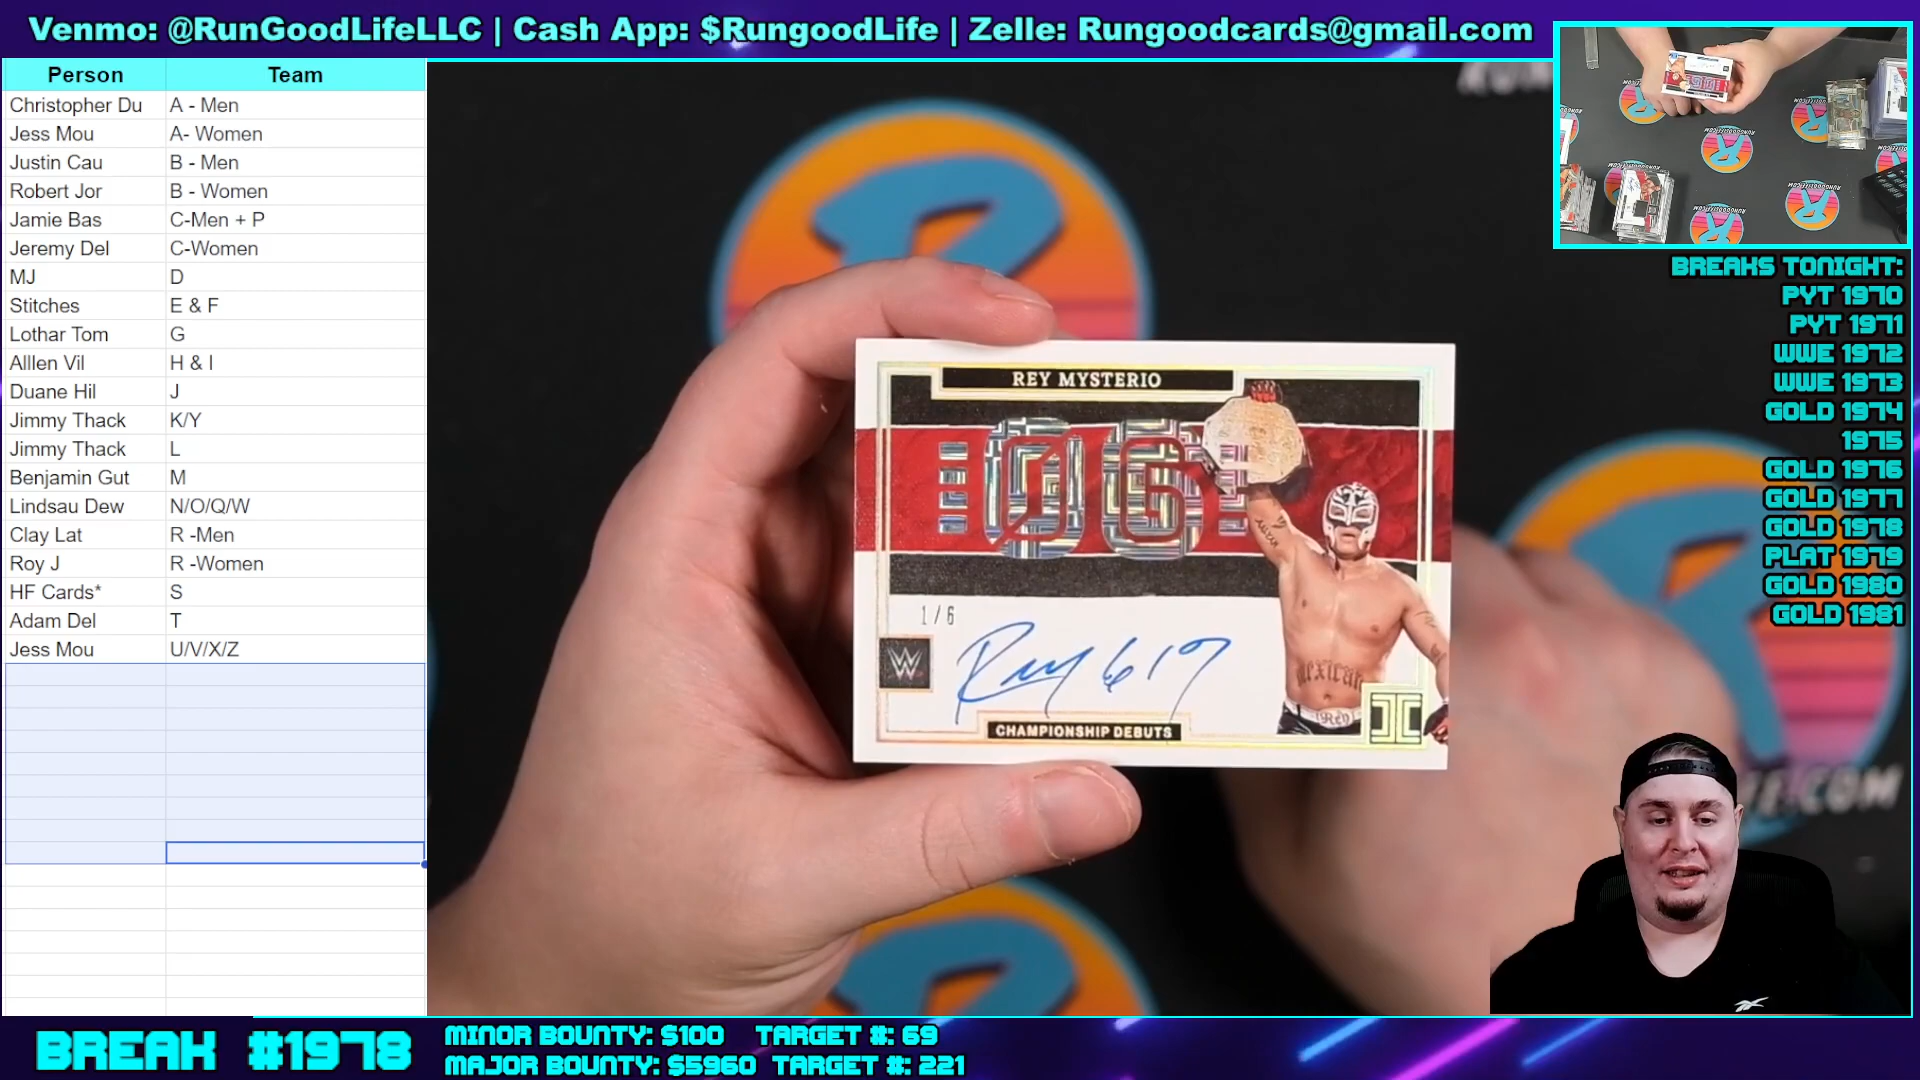 Venmo: @RunGoodLifeLLC | Cash App: $RungoodLife | Zelle: Rungoodcards@gmail.com
Person Team
Christopher Du A - Men
Jess Mou A- Women
Justin Cau B - Men
Robert Jor B - Women
Jamie Bas C-Men + P
Jeremy Del C-Women
MJ D
Stitches E & F
Lothar Tom G
Alllen Vil H & I
Duane Hil J
Jimmy Thack K/Y
Jimmy Thack L
Benjamin Gut M
Lindsau Dew N/O/Q/W
Clay Lat R -Men
Roy J R -Women
HF Cards* S
Adam Del T
Jess Mou U/V/X/Z
REY MYSTERIO
06
1/6
W
Rey 619
CHAMPIONSHIP DEBUTS
BREAKS TONIGHT:
PYT 1970
PYT 1971
WWE 1972
WWE 1973
GOLD 1974
1975
GOLD 1976
GOLD 1977
GOLD 1978
PLAT 1979
GOLD 1980
GOLD 1981
BREAK #1978
MINOR BOUNTY: $100 TARGET #: 69
MAJOR BOUNTY: $5960 TARGET #: 221